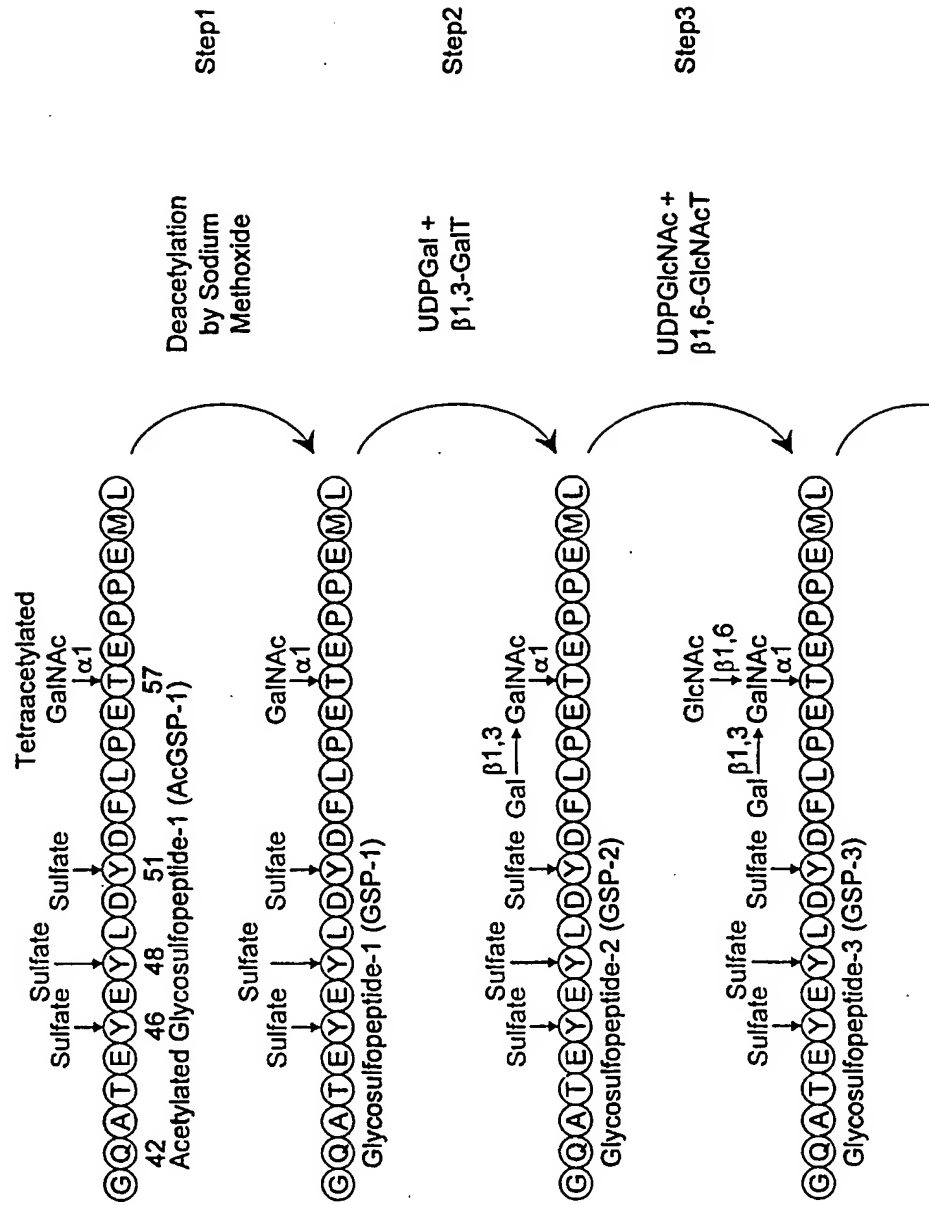 Tetraacetylated
GalNAc
α1
Sulfate
Sulfate
Sulfate
GQATEYEYLDYDFLPETEPPEML
42 46 48 51 57
Acetylated Glycosulfopeptide-1 (AcGSP-1)
Deacetylation
by Sodium
Methoxide
Step1
GalNAc
α1
Sulfate
Sulfate
Sulfate
GQATEYEYLDYDFLPETEPPEML
Glycosulfopeptide-1 (GSP-1)
UDPGal +
β1,3-GalT
Step2
β1,3
Sulfate
Sulfate
Sulfate Gal GalNAc
α1
GQATEYEYLDYDFLPETEPPEML
Glycosulfopeptide-2 (GSP-2)
UDPGlcNAc +
β1,6-GlcNAcT
Step3
GlcNAc
β1,6
β1,3
Sulfate
Sulfate
Sulfate Gal GalNAc
α1
GQATEYEYLDYDFLPETEPPEML
Glycosulfopeptide-3 (GSP-3)